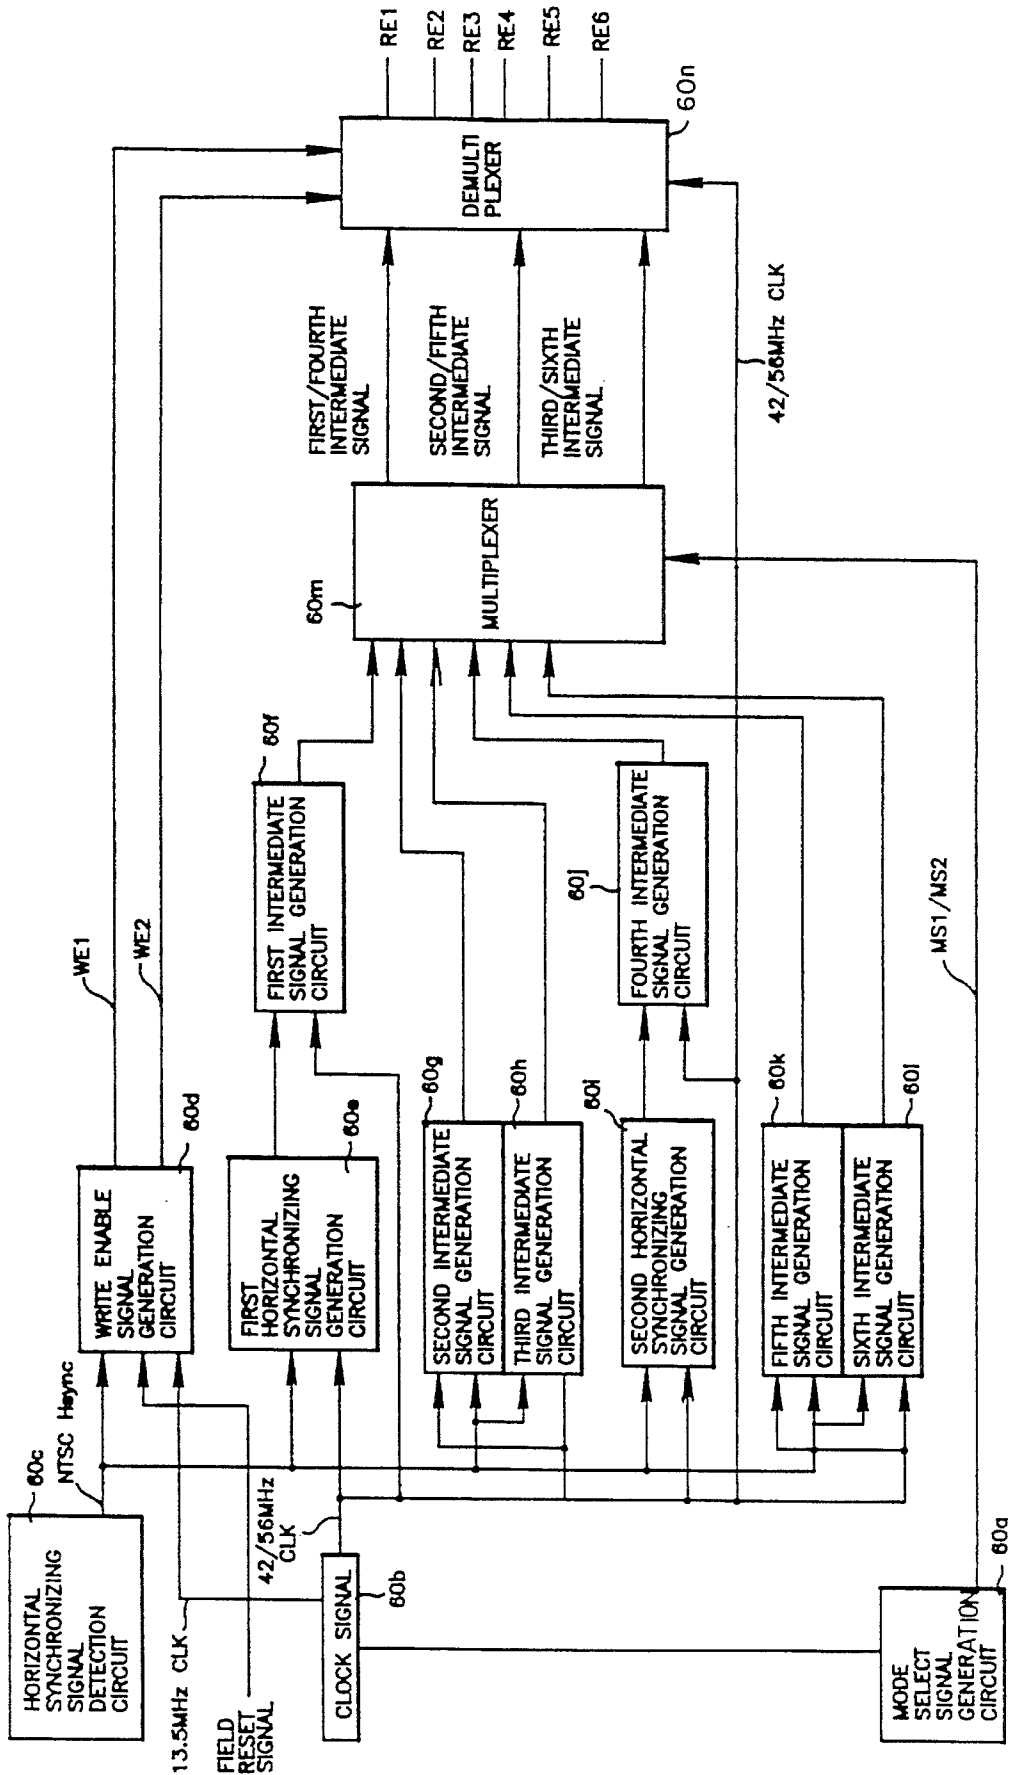 HORIZONTAL
SYNCHRONIZING
SIGNAL
DETECTION
CIRCUIT
60c
NTSC Hsync
13.5MHz CLK
FIELD
RESET
SIGNAL
42/56MHz
CLK
CLOCK SIGNAL
60b
MODE
SELECT
SIGNAL
GENERATION
CIRCUIT
60a
WRITE ENABLE
SIGNAL
GENERATION
CIRCUIT
60d
FIRST
HORIZONTAL
SYNCHRONIZING
SIGNAL
GENERATION
CIRCUIT
60e
SECOND INTERMEDIATE
SIGNAL GENERATION
CIRCUIT
60g
THIRD INTERMEDIATE
SIGNAL GENERATION
CIRCUIT
60h
SECOND HORIZONTAL
SYNCHRONIZING
SIGNAL GENERATION
CIRCUIT
60i
FIFTH INTERMEDIATE
SIGNAL GENERATION
CIRCUIT
60k
SIXTH INTERMEDIATE
SIGNAL GENERATION
CIRCUIT
60l
WE1
WE2
FIRST INTERMEDIATE
SIGNAL GENERATION
CIRCUIT
60f
FOURTH INTERMEDIATE
SIGNAL GENERATION
CIRCUIT
60j
MS1/MS2
60m
MULTIPLEXER
FIRST/FOURTH
INTERMEDIATE
SIGNAL
SECOND/FIFTH
INTERMEDIATE
SIGNAL
THIRD/SIXTH
INTERMEDIATE
SIGNAL
42/56MHz CLK
DEMULTI
PLEXER
60n
RE1
RE2
RE3
RE4
RE5
RE6